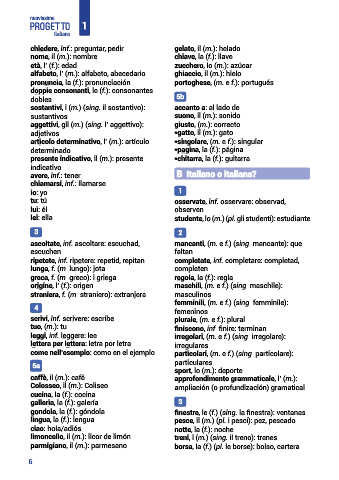 nuovissimo
PROGETTO
italiano
1
chiedere, inf.: preguntar, pedir
nome, il (m.): nombre
età, l' (f.): edad
alfabeto, l' (m.): alfabeto, abecedario
pronuncia, la (f.): pronunciación
doppie consonanti, le (f.): consonantes
dobles
sostantivi, i (m.) (sing. il sostantivo):
sustantivos
aggettivi, gli (m.) (sing. l' aggettivo):
adjetivos
articolo determinativo, l' (m.): artículo
determinado
presente indicativo, il (m.): presente
indicativo
avere, inf.: tener
chiamarsi, inf.: llamarse
io: yo
tu: tú
lui: él
lei: ella
3
ascoltate, inf. ascoltare: escuchad,
escuchen
ripetete, inf. ripetere: repetid, repitan
lunga, f. (m lungo): jota
greca, f. (m greco): i griega
origine, l' (f.): origen
straniera, f. (m straniero): extranjera
4
scrivi, inf. scrivere: escribe
tuo, (m.): tu
leggi, inf. leggere: lee
lettera per lettera: letra por letra
come nell'esempio: como en el ejemplo
5a
caffè, il (m.): café
Colosseo, il (m.): Coliseo
cucina, la (f.): cocina
galleria, la (f.): galería
gondola, la (f.): góndola
lingua, la (f.): lengua
ciao: hola/adiós
limoncello, il (m.): licor de limón
parmigiano, il (m.): parmesano
gelato, il (m.): helado
chiave, la (f.): llave
zucchero, lo (m.): azúcar
ghiaccio, il (m.): hielo
portoghese, (m. e f.): portugués
5b
accanto a: al lado de
suono, il (m.): sonido
giusto, (m.): correcto
•gatto, il (m.): gato
•singolare, (m. e f.): singular
•pagina, la (f.): página
•chitarra, la (f.): guitarra
B Italiano o italiana?
1
osservate, inf. osservare: observad,
observen
studente, lo (m.) (pl. gli studenti): estudiante
2
mancanti, (m. e f.) (sing mancante): que
faltan
completate, inf. completare: completad,
completen
regola, la (f.): regla
maschili, (m. e f.) (sing maschile):
masculinos
femminili, (m. e f.) (sing femminile):
femeninos
plurale, (m. e f.): plural
finiscono, inf finire: terminan
irregolari, (m. e f.) (sing irregolare):
irregulares
particolari, (m. e f.) (sing particolare):
particulares
sport, lo (m.): deporte
approfondimento grammaticale, l' (m.):
ampliación (o profundización) gramatical
3
finestre, le (f.) (sing. la finestra): ventanas
pesce, il (m.) (pl. i pesci): pez, pescado
notte, la (f.): noche
treni, i (m.) (sing. il treno): trenes
borsa, la (f.) (pl. le borse): bolso, cartera
6